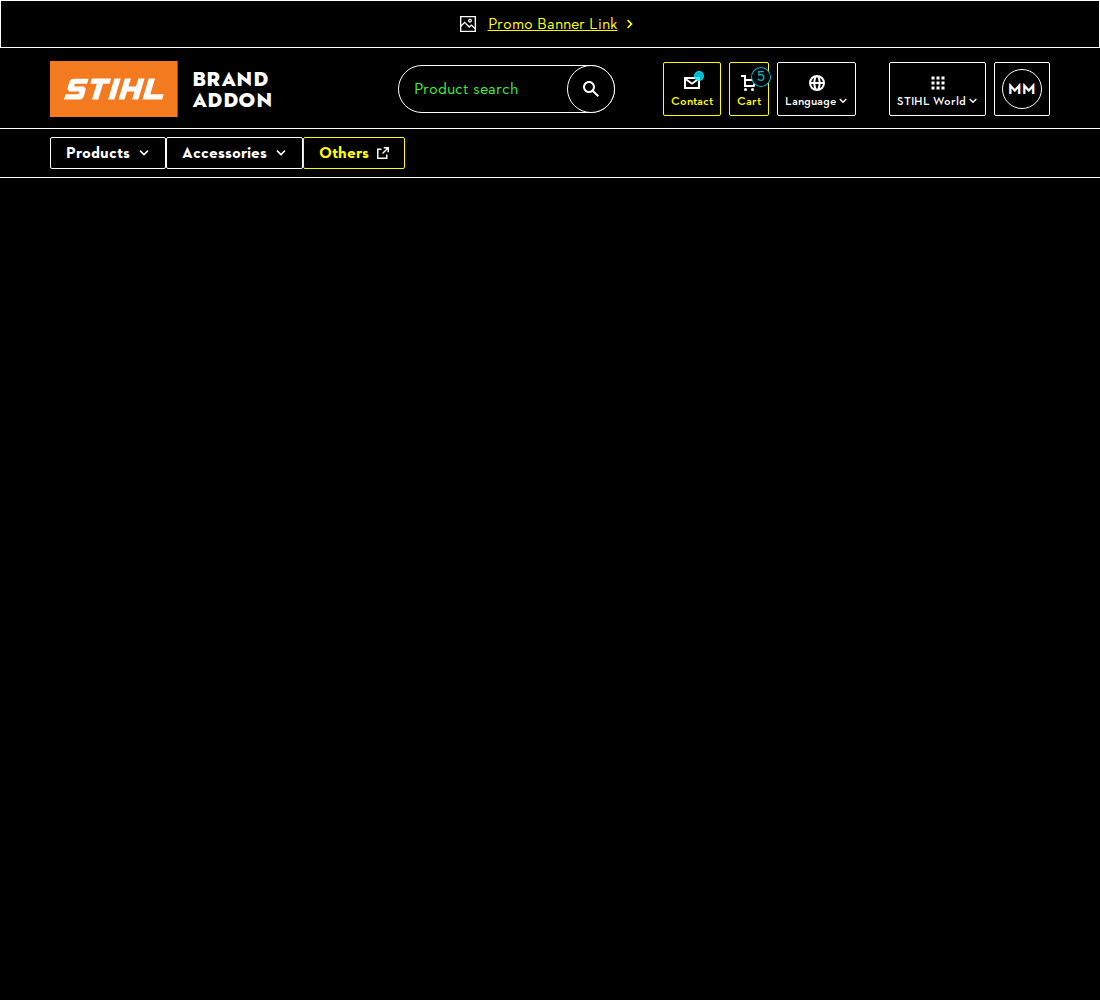 Promo Banner Link
STIHL
BRAND
ADDON
Product search
Contact
5
Cart
Language
STIHL World
MM
Products
Accessories
Others